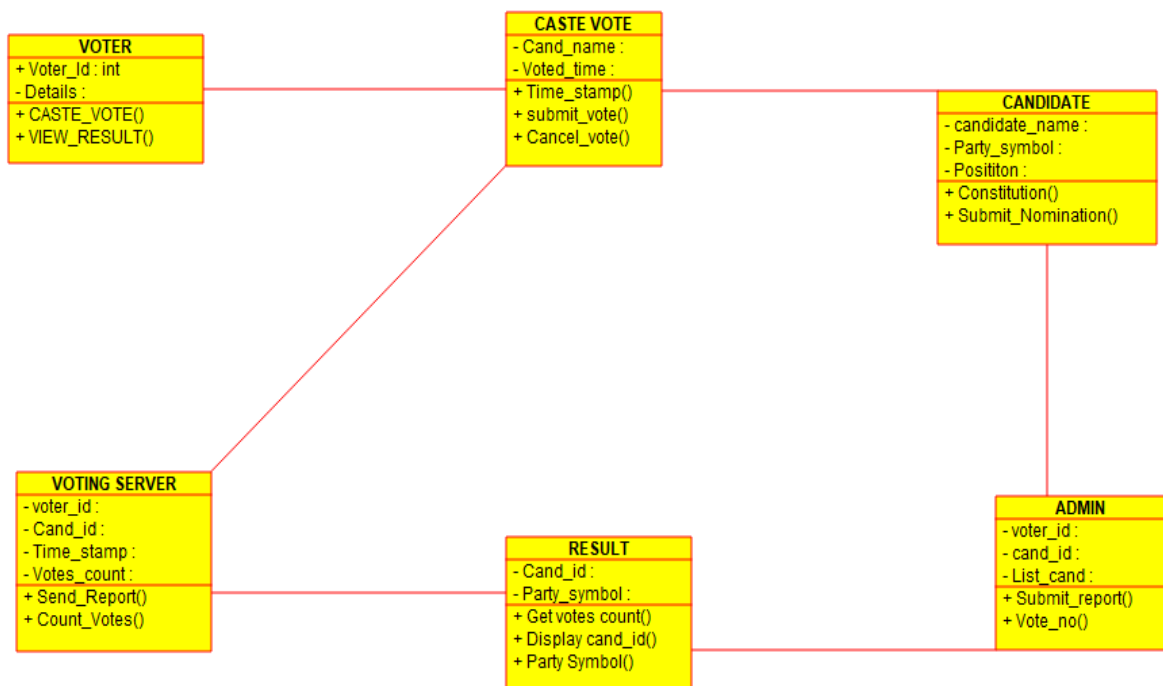 VOTER
+ Voter_Id : int
- Details :
+ CASTE_VOTE()
+ VIEW_RESULT()
CASTE VOTE
- Cand_name :
- Voted_time :
+ Time_stamp()
+ submit_vote()
+ Cancel_vote()
CANDIDATE
- candidate_name :
- Party_symbol :
- Posititon :
+ Constitution()
+ Submit_Nomination()
VOTING SERVER
- voter_id :
- Cand_id :
- Time_stamp :
- Votes_count :
+ Send_Report()
+ Count_Votes()
RESULT
- Cand_id :
- Party_symbol :
+ Get votes count()
+ Display cand_id()
+ Party Symbol()
ADMIN
- voter_id :
- cand_id :
- List_cand :
+ Submit_report()
+ Vote_no()